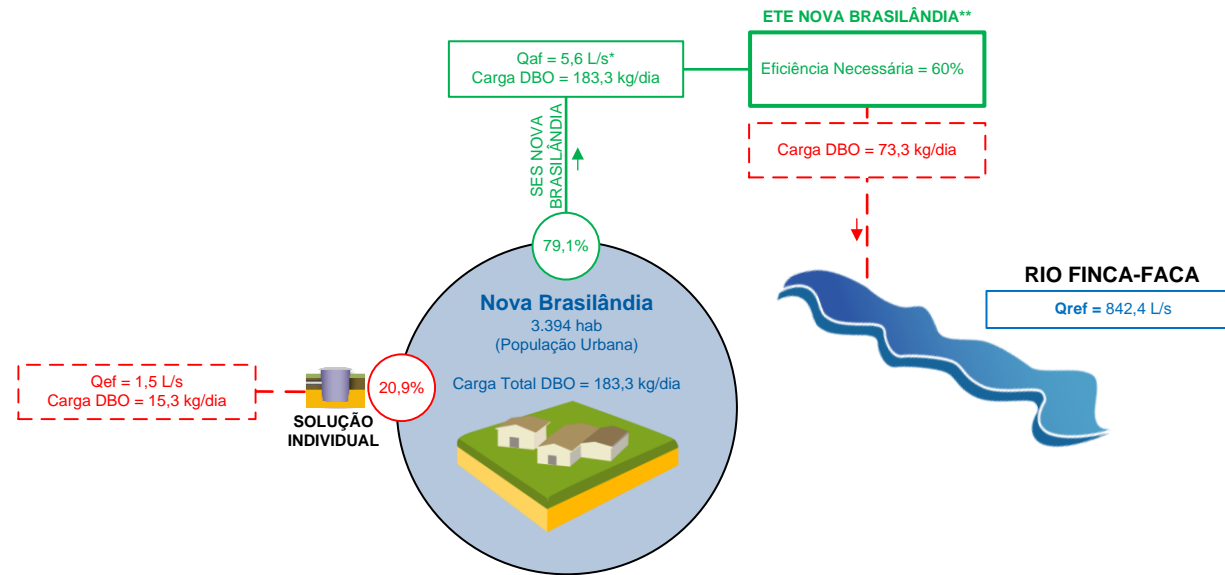 ETE NOVA BRASILÂNDIA**
Qaf = 5,6 L/s*
Carga DBO = 183,3 kg/dia
Eficiência Necessária = 60%
Carga DBO = 73,3 kg/dia
SES NOVA
BRASILÂNDIA
79,1%
RIO FINCA-FACA
Qref = 842,4 L/s
Nova Brasilândia
3.394 hab
(População Urbana)
Carga Total DBO = 183,3 kg/dia
Qef = 1,5 L/s
Carga DBO = 15,3 kg/dia
20,9%
SOLUÇÃO
INDIVIDUAL